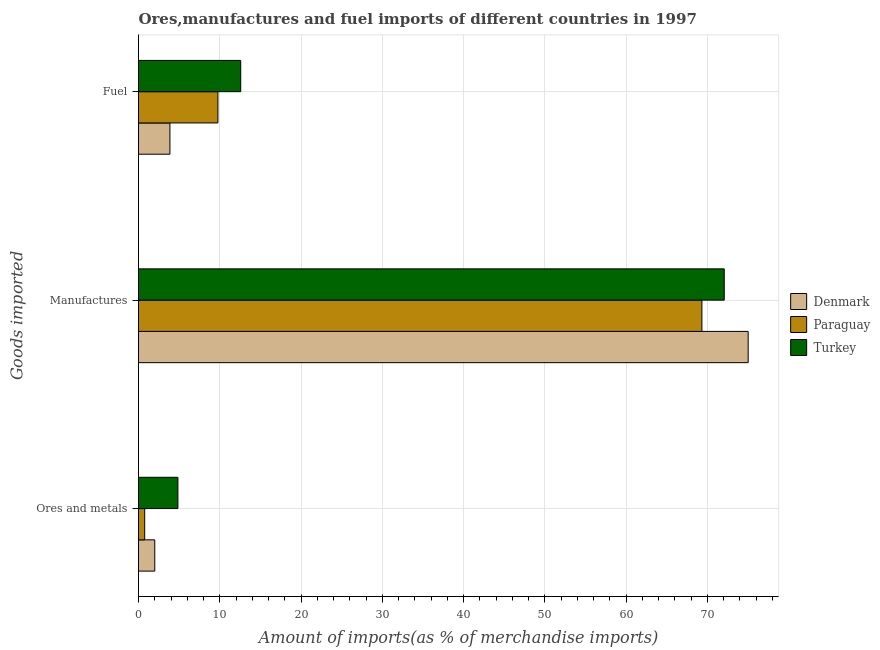 Ores,manufactures and fuel imports of different countries in 1997
Fuel
Manufactures
Ores and metals
Goods imported
0 10 20 30 40 50 60 70
Amount of imports(as % of merchandise imports)
Denmark
Paraguay
Turkey